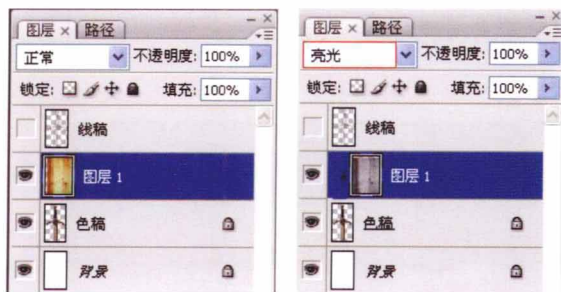 图层 × 路径
正常 不透明度: 100%
锁定: 填充: 100%
线稿
图层 1
色稿
背景
图层 × 路径
亮光 不透明度: 100%
锁定: 填充: 100%
线稿
图层 1
色稿
背景